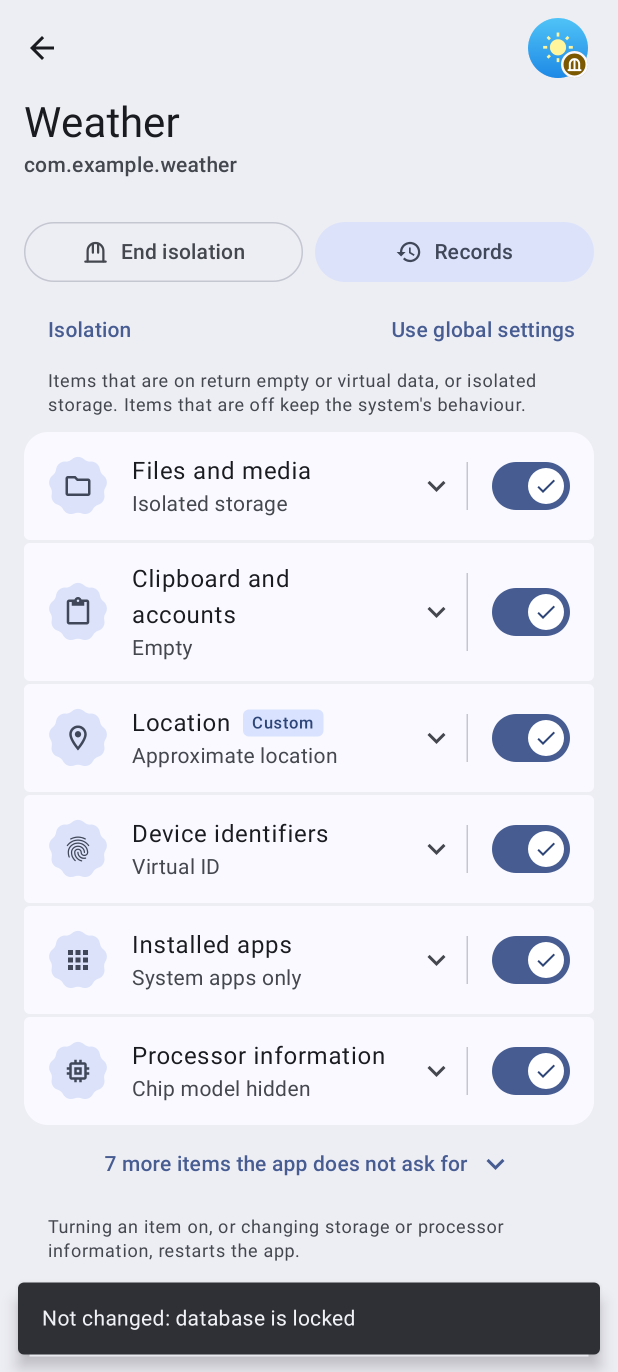 Weather
com.example.weather
End isolation
Records
Isolation
Use global settings
Items that are on return empty or virtual data, or isolated
storage. Items that are off keep the system's behaviour.
Files and media
Isolated storage
Clipboard and
accounts
Empty
Location
Custom
Approximate location
Device identifiers
Virtual ID
Installed apps
System apps only
Processor information
Chip model hidden
7 more items the app does not ask for
Turning an item on, or changing storage or processor
information, restarts the app.
Not changed: database is locked